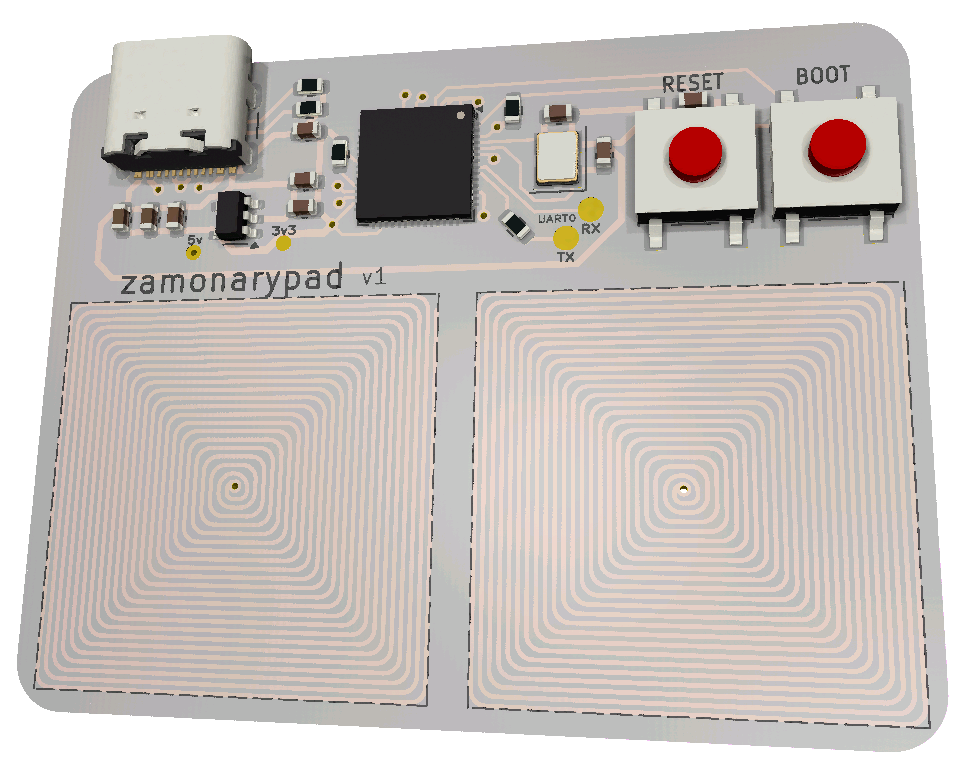 RESET
BOOT
UART0
RX
TX
5v
3v3
zamonarypad v1